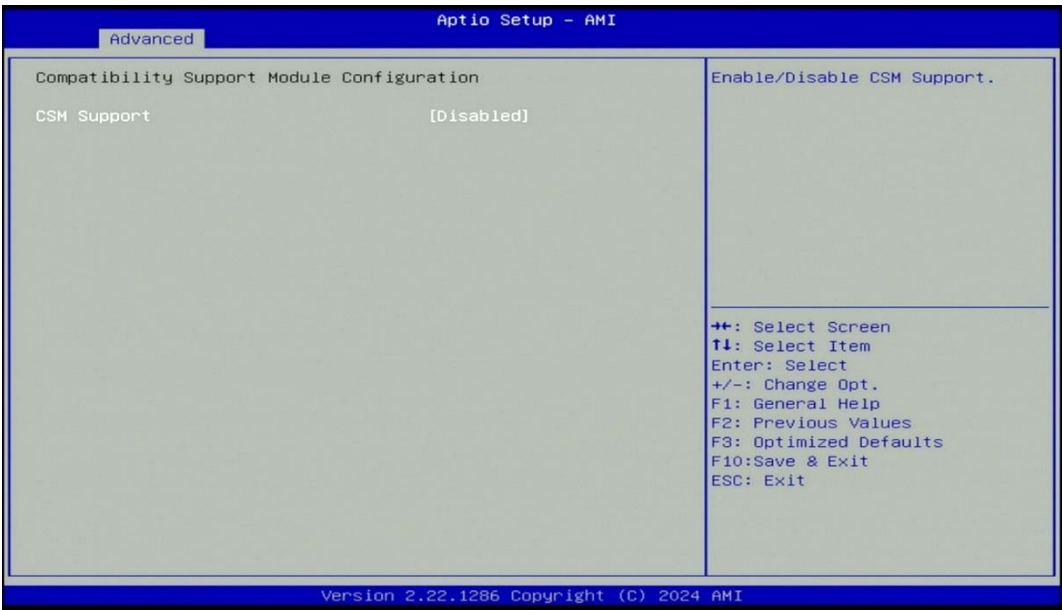 Aptio Setup - AMI
Advanced
Compatibility Support Module Configuration
CSM Support [Disabled]
Enable/Disable CSM Support.
→←: Select Screen
↑↓: Select Item
Enter: Select
+/-: Change Opt.
F1: General Help
F2: Previous Values
F3: Optimized Defaults
F10:Save & Exit
ESC: Exit
Version 2.22.1286 Copyright (C) 2024 AMI